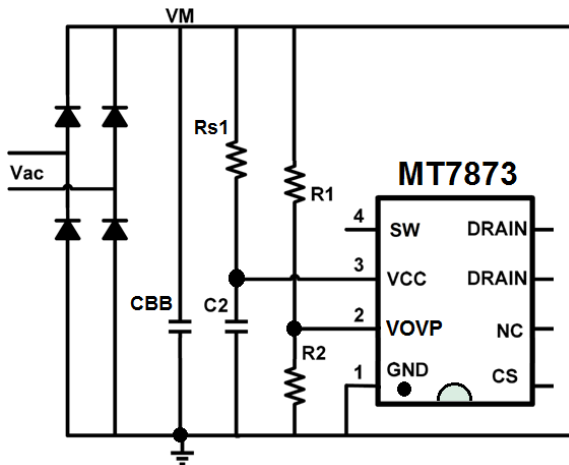 VM
Rs1
Vac
R1
MT7873
4
SW
DRAIN
3
VCC
DRAIN
CBB
C2
2
VOVP
NC
R2
1
GND
CS